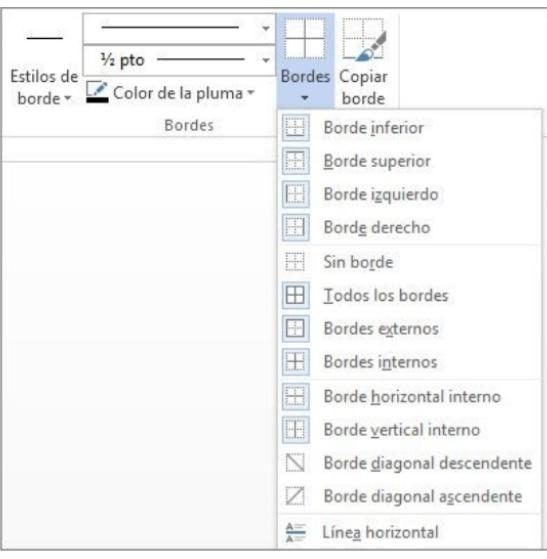 ½ pto
Estilos de
borde
Color de la pluma
Bordes
Copiar
borde
Bordes
Borde inferior
Borde superior
Borde izquierdo
Borde derecho
Sin borde
Todos los bordes
Bordes externos
Bordes internos
Borde horizontal interno
Borde vertical interno
Borde diagonal descendente
Borde diagonal ascendente
Línea horizontal